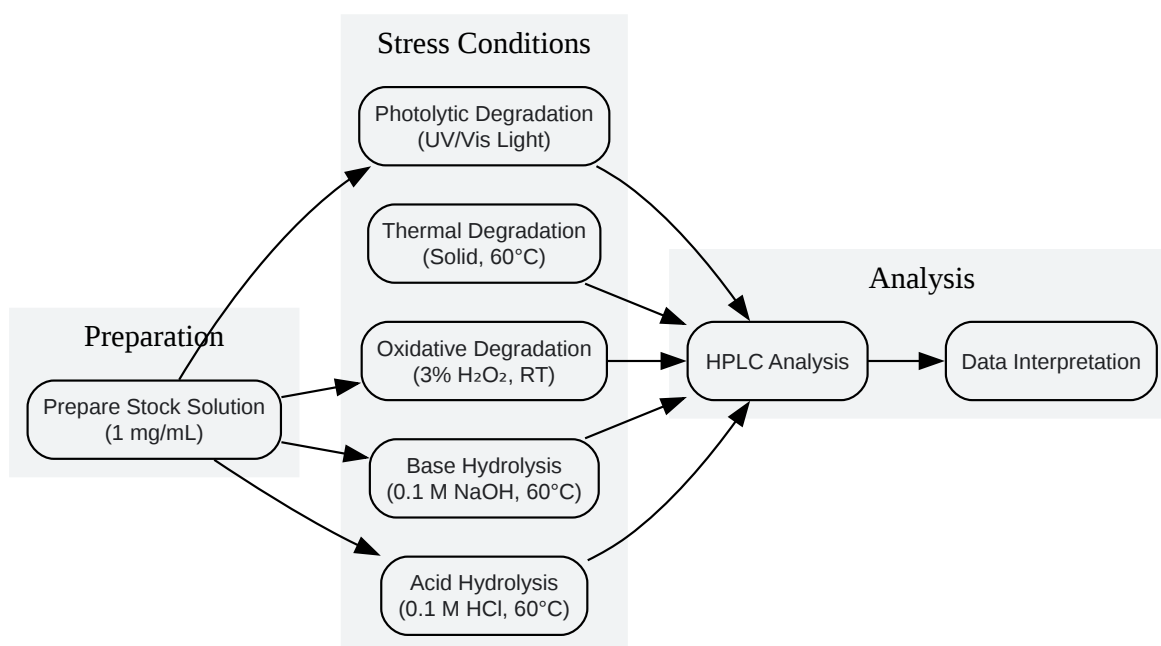 Stress Conditions
Photolytic Degradation
(UV/Vis Light)
Thermal Degradation
(Solid, 60°C)
Analysis
Preparation
Oxidative Degradation
(3% H₂O₂, RT)
HPLC Analysis
Data Interpretation
Prepare Stock Solution
(1 mg/mL)
Base Hydrolysis
(0.1 M NaOH, 60°C)
Acid Hydrolysis
(0.1 M HCl, 60°C)